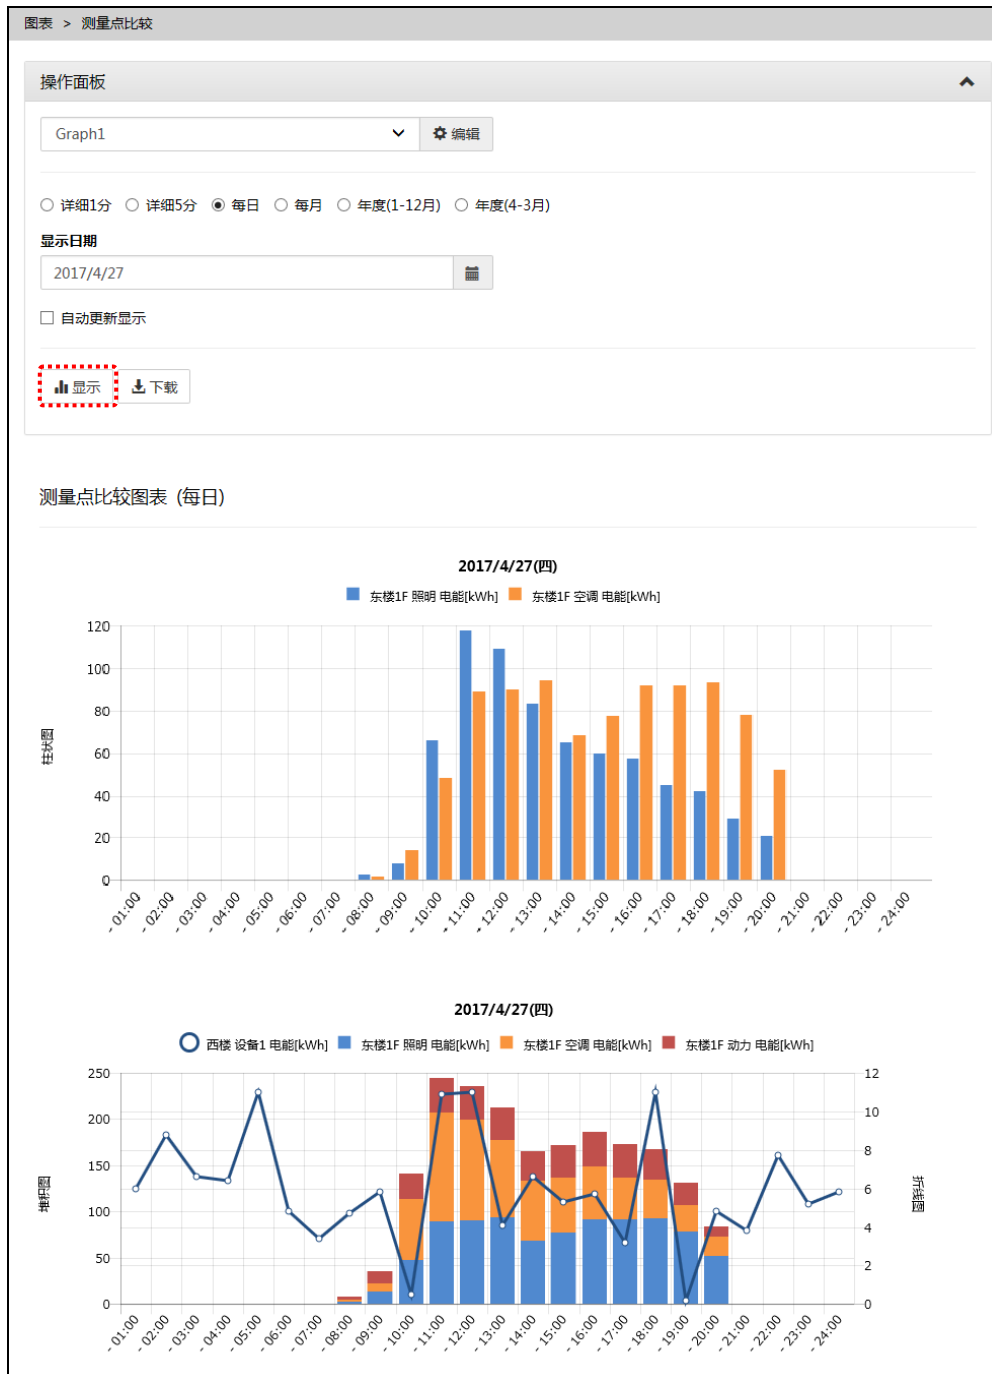 图表 > 测量点比较
操作面板
Graph1
编辑
详细1分 详细5分 每日 每月 年度(1-12月) 年度(4-3月)
显示日期
2017/4/27
自动更新显示
显示 下载
测量点比较图表 (每日)
2017/4/27(四)
东楼1F 照明 电能[kWh] 东楼1F 空调 电能[kWh]
柱状图
120
100
80
60
40
20
0
- 01:00 - 02:00 - 03:00 - 04:00 - 05:00 - 06:00 - 07:00 - 08:00 - 09:00 - 10:00 - 11:00 - 12:00 - 13:00 - 14:00 - 15:00 - 16:00 - 17:00 - 18:00 - 19:00 - 20:00 - 21:00 - 22:00 - 23:00 - 24:00
2017/4/27(四)
西楼 设备1 电能[kWh] 东楼1F 照明 电能[kWh] 东楼1F 空调 电能[kWh] 东楼1F 动力 电能[kWh]
堆积图
250
200
150
100
50
0
12
10
8
6
4
2
0
折线图
- 01:00 - 02:00 - 03:00 - 04:00 - 05:00 - 06:00 - 07:00 - 08:00 - 09:00 - 10:00 - 11:00 - 12:00 - 13:00 - 14:00 - 15:00 - 16:00 - 17:00 - 18:00 - 19:00 - 20:00 - 21:00 - 22:00 - 23:00 - 24:00